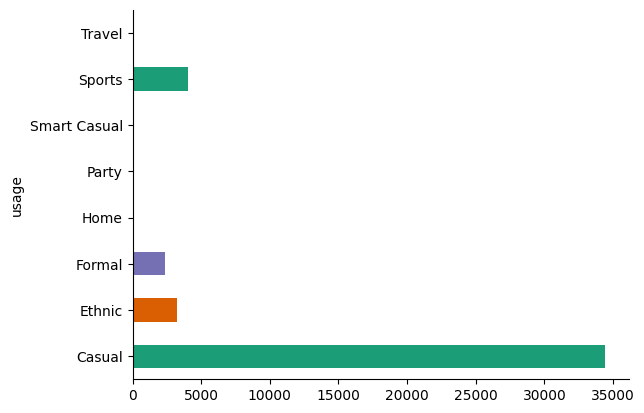 Travel
Sports
Smart Casual
Party
Home
Formal
Ethnic
Casual
usage
0 5000 10000 15000 20000 25000 30000 35000